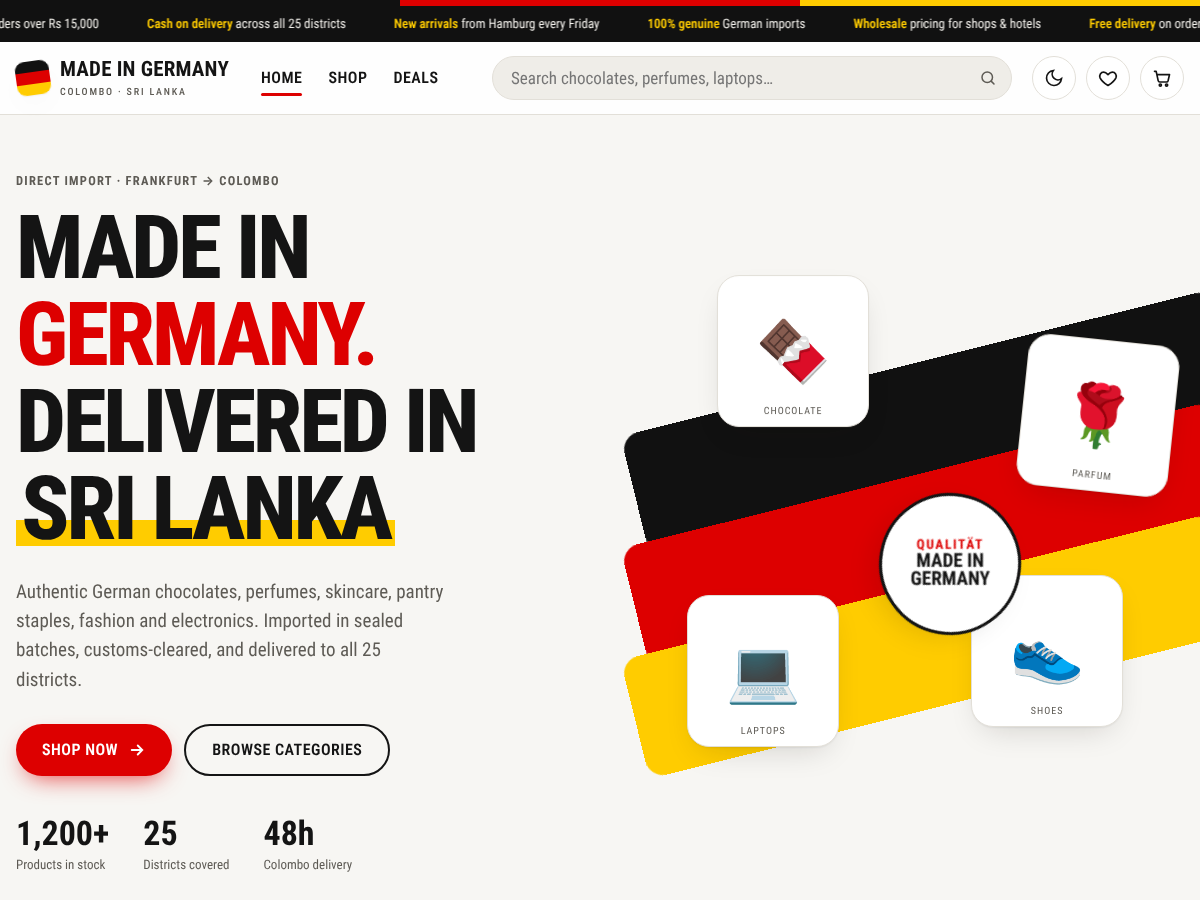 ders over Rs 15,000 Cash on delivery across all 25 districts New arrivals from Hamburg every Friday 100% genuine German imports Wholesale pricing for shops & hotels Free delivery on order
MADE IN GERMANY
COLOMBO · SRI LANKA
HOME SHOP DEALS
Search chocolates, perfumes, laptops…
DIRECT IMPORT · FRANKFURT → COLOMBO
MADE IN
GERMANY.
DELIVERED IN
SRI LANKA
Authentic German chocolates, perfumes, skincare, pantry
staples, fashion and electronics. Imported in sealed
batches, customs-cleared, and delivered to all 25
districts.
SHOP NOW →
BROWSE CATEGORIES
1,200+
Products in stock
25
Districts covered
48h
Colombo delivery
CHOCOLATE
PARFUM
QUALITÄT
MADE IN
GERMANY
LAPTOPS
SHOES